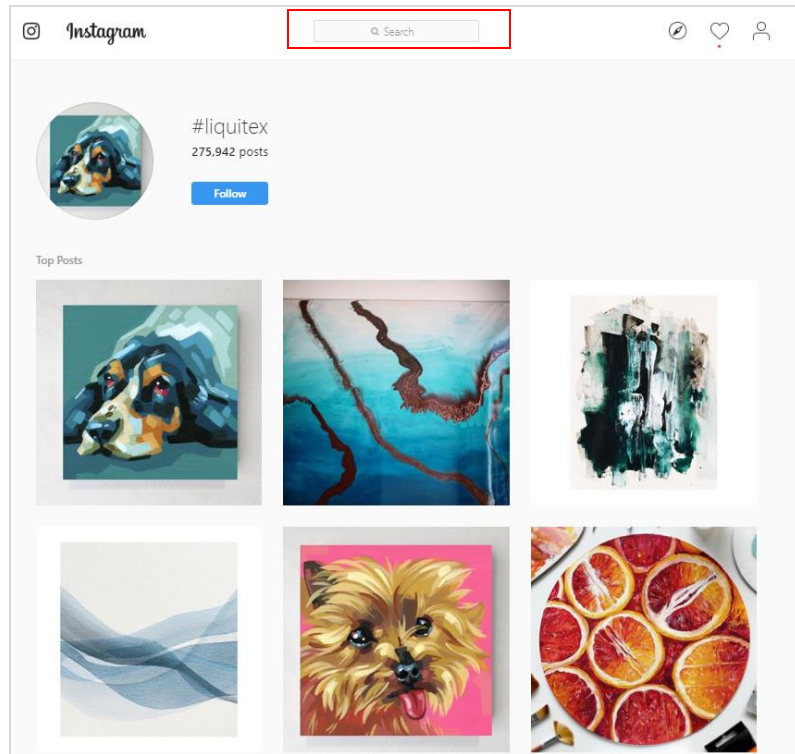 Instagram
Search
#liquitex
275,942 posts
Follow
Top Posts